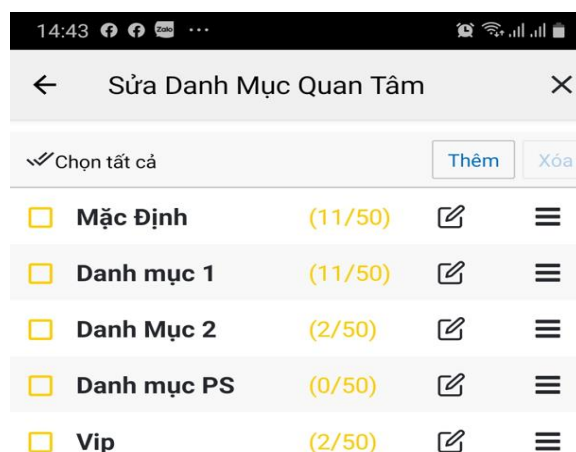 14:43 Zalo ...
Sửa Danh Mục Quan Tâm
Chọn tất cả Thêm Xóa
Mặc Định (11/50)
Danh mục 1 (11/50)
Danh Mục 2 (2/50)
Danh mục PS (0/50)
Vip (2/50)